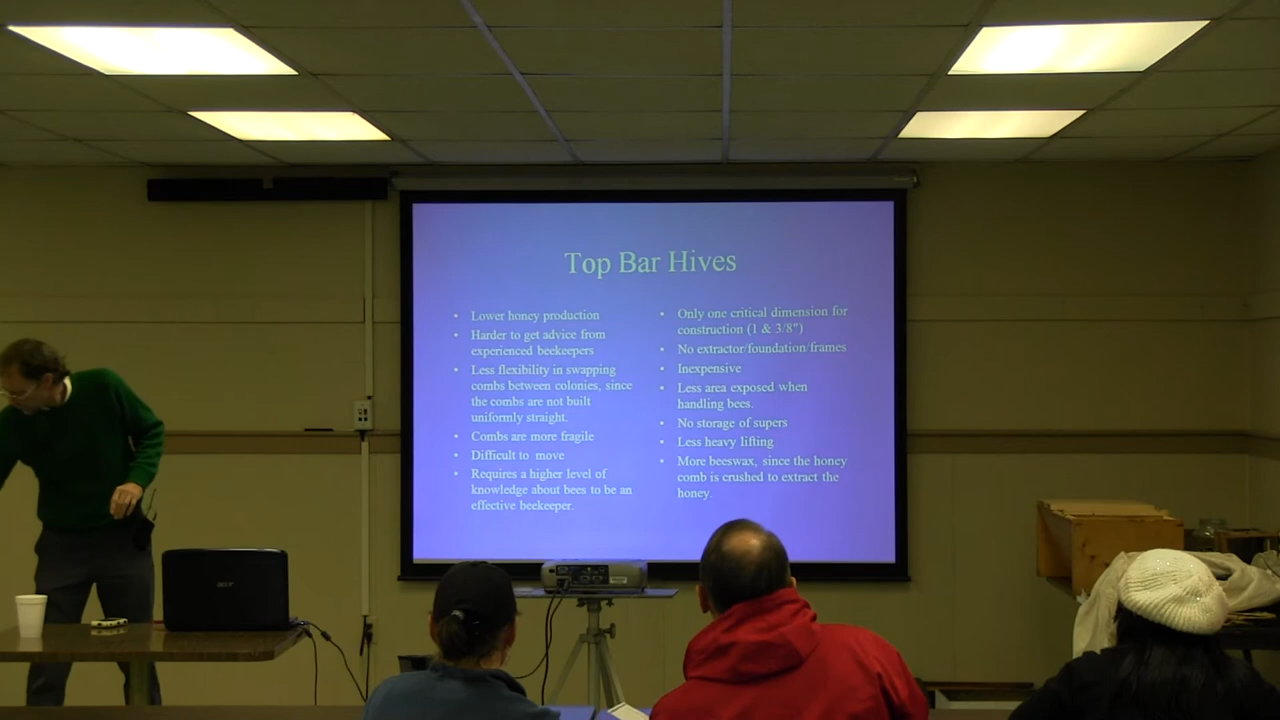 Top Bar Hives
• Lower honey production
• Harder to get advice from
experienced beekeepers
• Less flexibility in swapping
combs between colonies, since
the combs are not built
uniformly straight.
• Combs are more fragile
• Difficult to move
• Requires a higher level of
knowledge about bees to be an
effective beekeeper.
• Only one critical dimension for
construction (1 & 3/8")
• No extractor/foundation/frames
• Inexpensive
• Less area exposed when
handling bees.
• No storage of supers
• Less heavy lifting
• More beeswax, since the honey
comb is crushed to extract the
honey.
acer